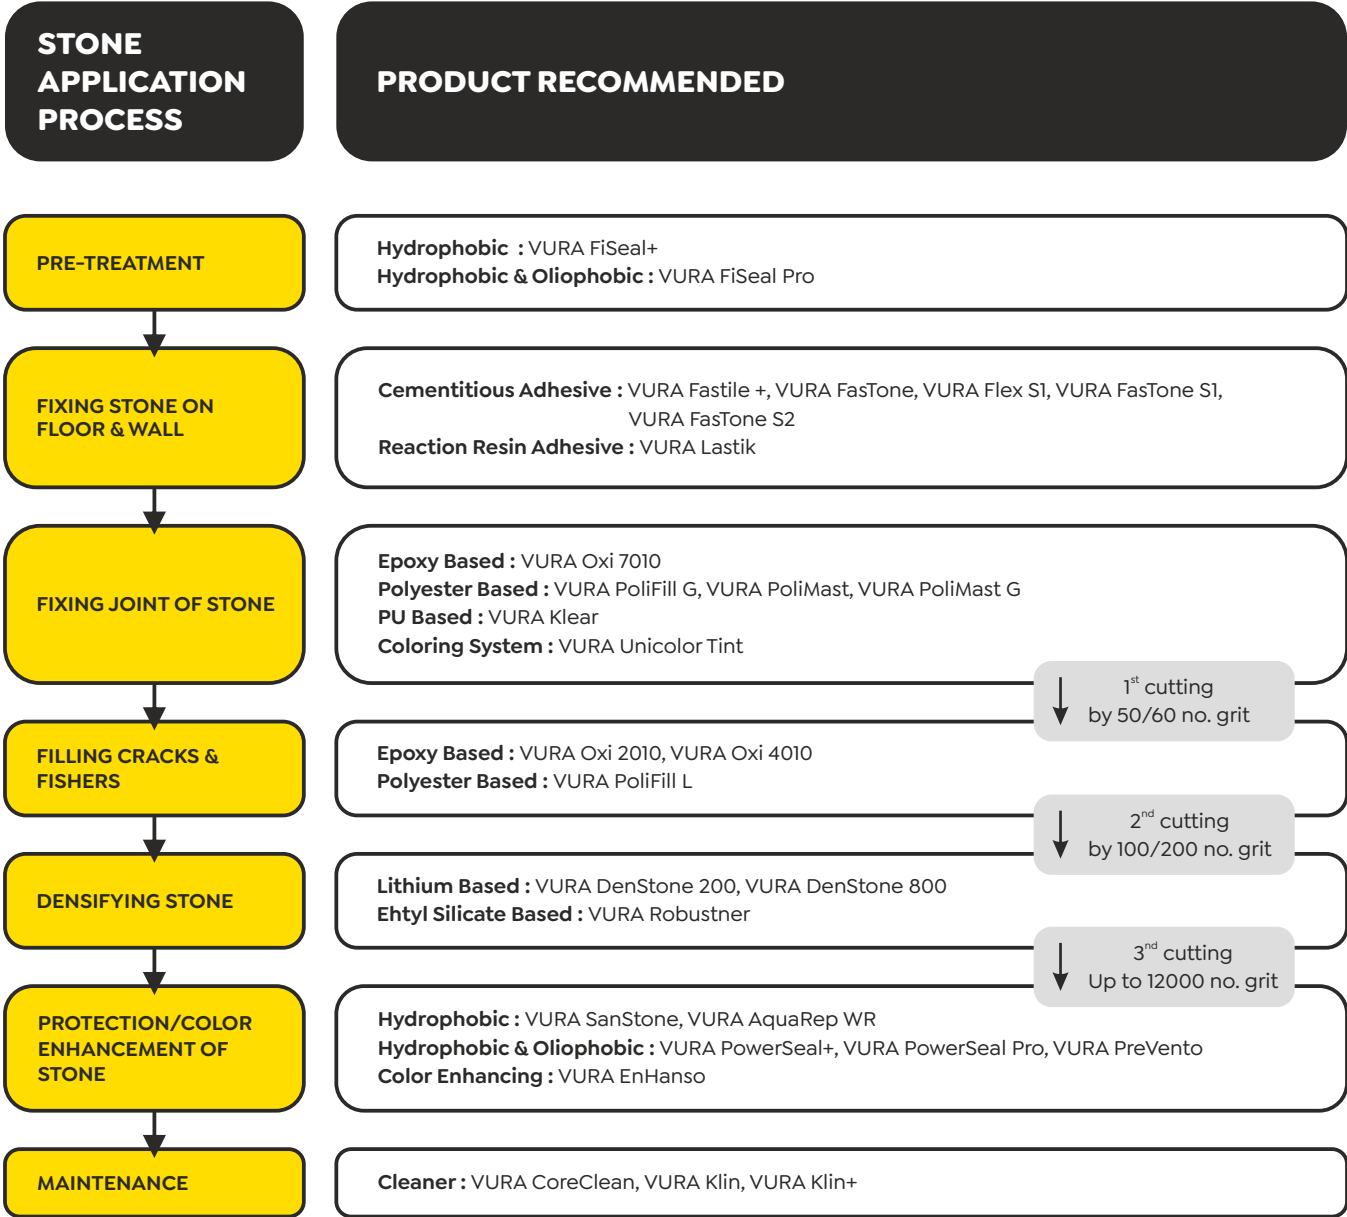 STONE
APPLICATION
PROCESS
PRODUCT RECOMMENDED
PRE-TREATMENT
Hydrophobic : VURA FiSeal+
Hydrophobic & Oliophobic : VURA FiSeal Pro
FIXING STONE ON
FLOOR & WALL
Cementitious Adhesive : VURA Fastile +, VURA FasTone, VURA Flex S1, VURA FasTone S1,
VURA FasTone S2
Reaction Resin Adhesive : VURA Lastik
FIXING JOINT OF STONE
Epoxy Based : VURA Oxi 7010
Polyester Based : VURA PoliFill G, VURA PoliMast, VURA PoliMast G
PU Based : VURA Klear
Coloring System : VURA Unicolor Tint
1st cutting
by 50/60 no. grit
FILLING CRACKS &
FISHERS
Epoxy Based : VURA Oxi 2010, VURA Oxi 4010
Polyester Based : VURA PoliFill L
2nd cutting
by 100/200 no. grit
DENSIFYING STONE
Lithium Based : VURA DenStone 200, VURA DenStone 800
Ehtyl Silicate Based : VURA Robustner
3nd cutting
Up to 12000 no. grit
PROTECTION/COLOR
ENHANCEMENT OF
STONE
Hydrophobic : VURA SanStone, VURA AquaRep WR
Hydrophobic & Oliophobic : VURA PowerSeal+, VURA PowerSeal Pro, VURA PreVento
Color Enhancing : VURA EnHanso
MAINTENANCE
Cleaner : VURA CoreClean, VURA Klin, VURA Klin+